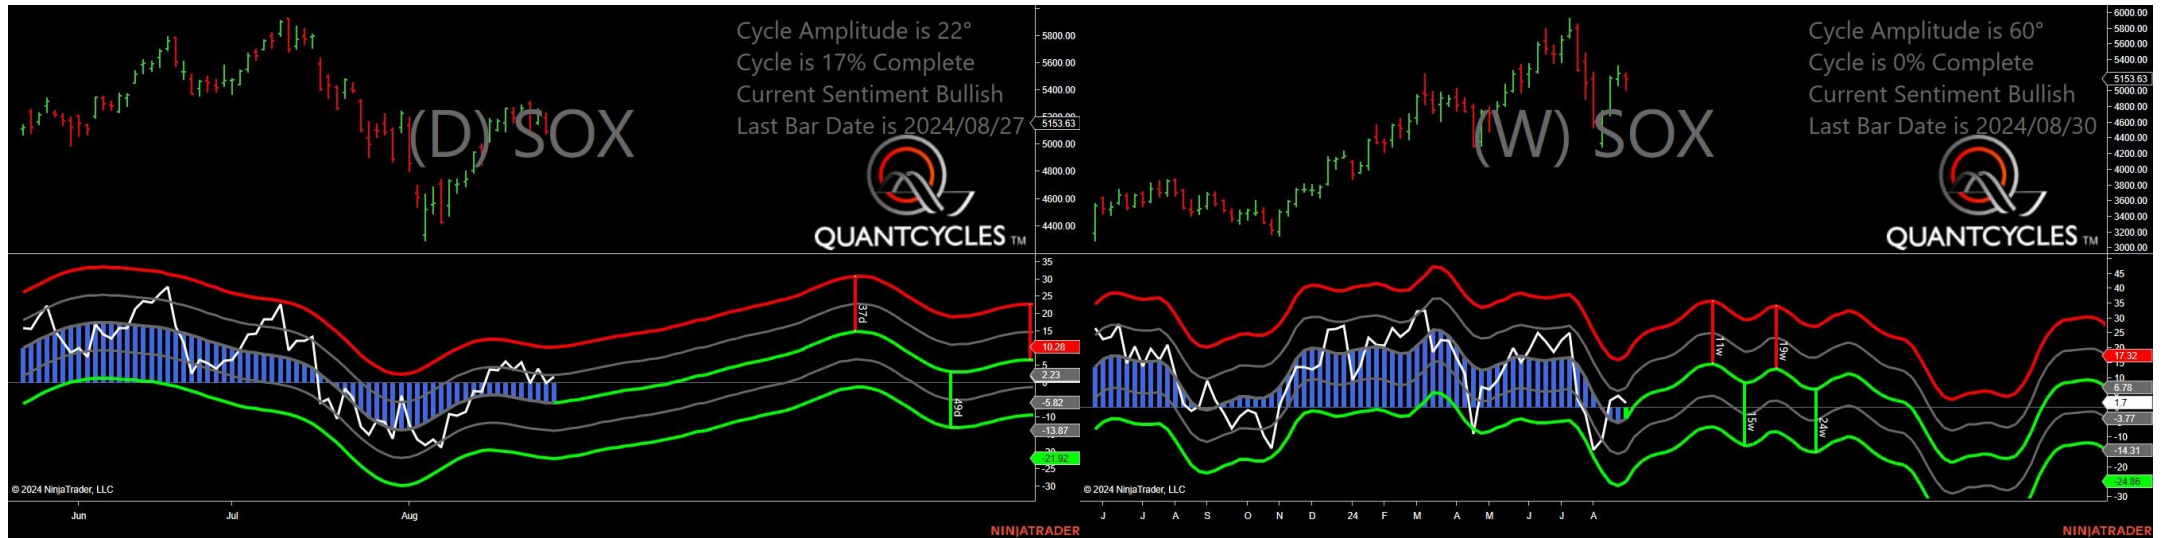 Cycle Amplitude is 22°
Cycle is 17% Complete
Current Sentiment Bullish
Last Bar Date is 2024/08/27
(D) SOX
QUANTCYCLES TM
5800.00
5600.00
5400.00
5153.63
5000.00
4800.00
4600.00
4400.00
35
30
25
20
15
10.28
5
2.23
-5.82
-10
-13.87
-21.92
-25
-30
37d
49d
© 2024 NinjaTrader, LLC
Jun Jul Aug
NINJATRADER
Cycle Amplitude is 60°
Cycle is 0% Complete
Current Sentiment Bullish
Last Bar Date is 2024/08/30
(W) SOX
QUANTCYCLES TM
6000.00
5800.00
5600.00
5400.00
5153.63
5000.00
4800.00
4600.00
4400.00
4200.00
4000.00
3800.00
3600.00
3400.00
3200.00
3000.00
45
40
35
30
25
20
17.32
10
6.78
1.7
-3.77
-10
-14.31
-20
-24.86
-30
11w
15w
19w
24w
© 2024 NinjaTrader, LLC
J J A S O N D 24 F M A M J J A
NINJATRADER